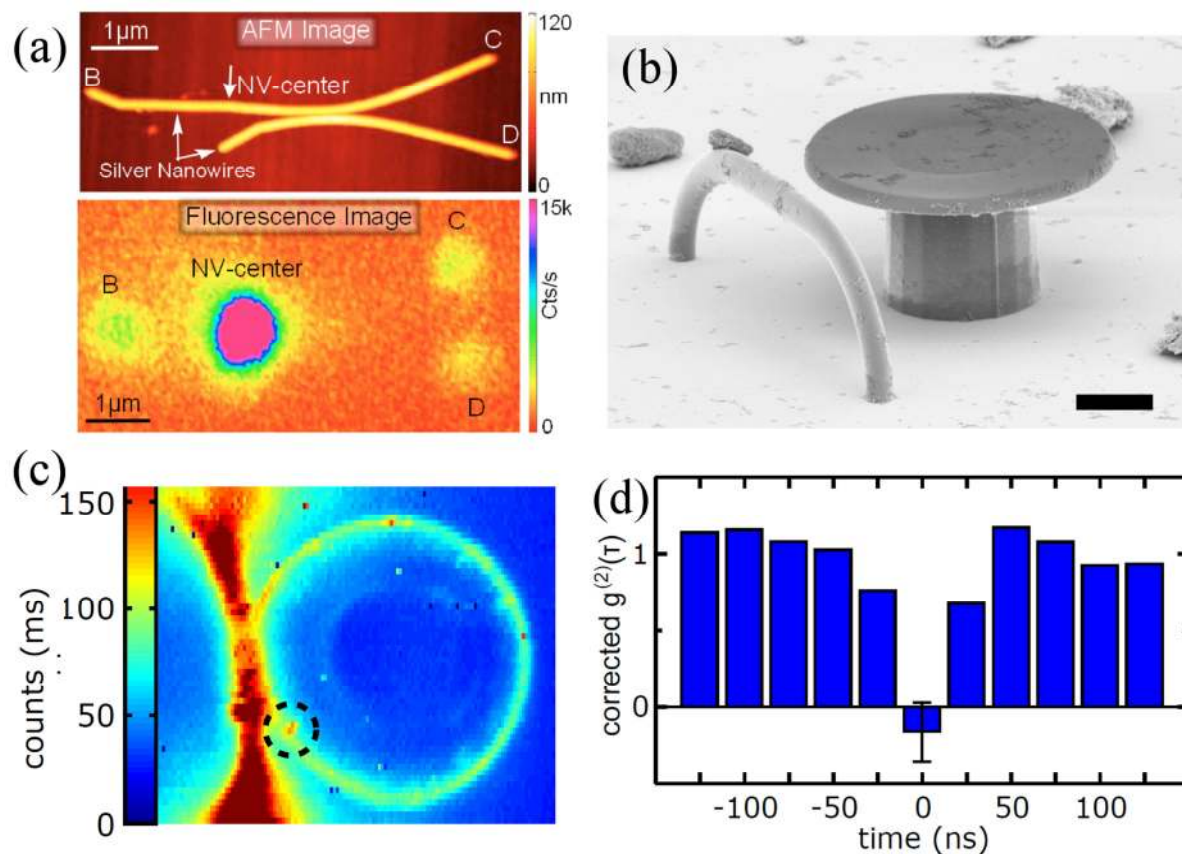 (a)
1µm
AFM Image
120
nm
0
B
C
NV-center
D
Silver Nanowires
Fluorescence Image
15k
Cts/s
0
NV-center
B
C
D
1µm
(b)
(c)
150
100
50
0
counts (ms)
(d)
corrected g⁽²⁾(τ)
1
0
-100 -50 0 50 100
time (ns)